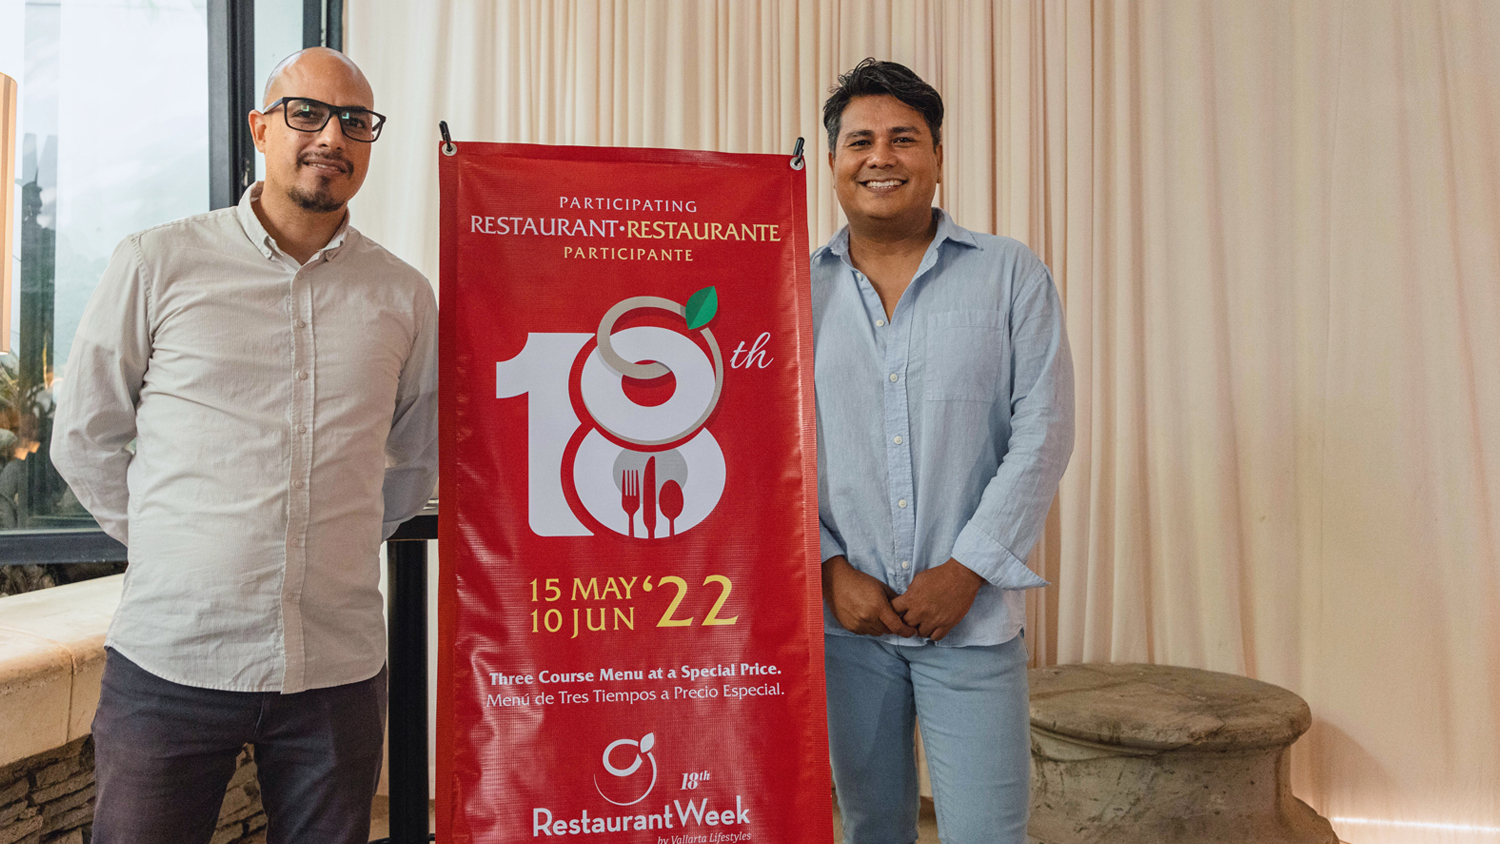 PARTICIPATING
RESTAURANT•RESTAURANTE
PARTICIPANTE
18th
15 MAY '22
10 JUN
Three Course Menu at a Special Price.
Menú de Tres Tiempos a Precio Especial.
18th
RestaurantWeek
by Vallarta Lifestyles